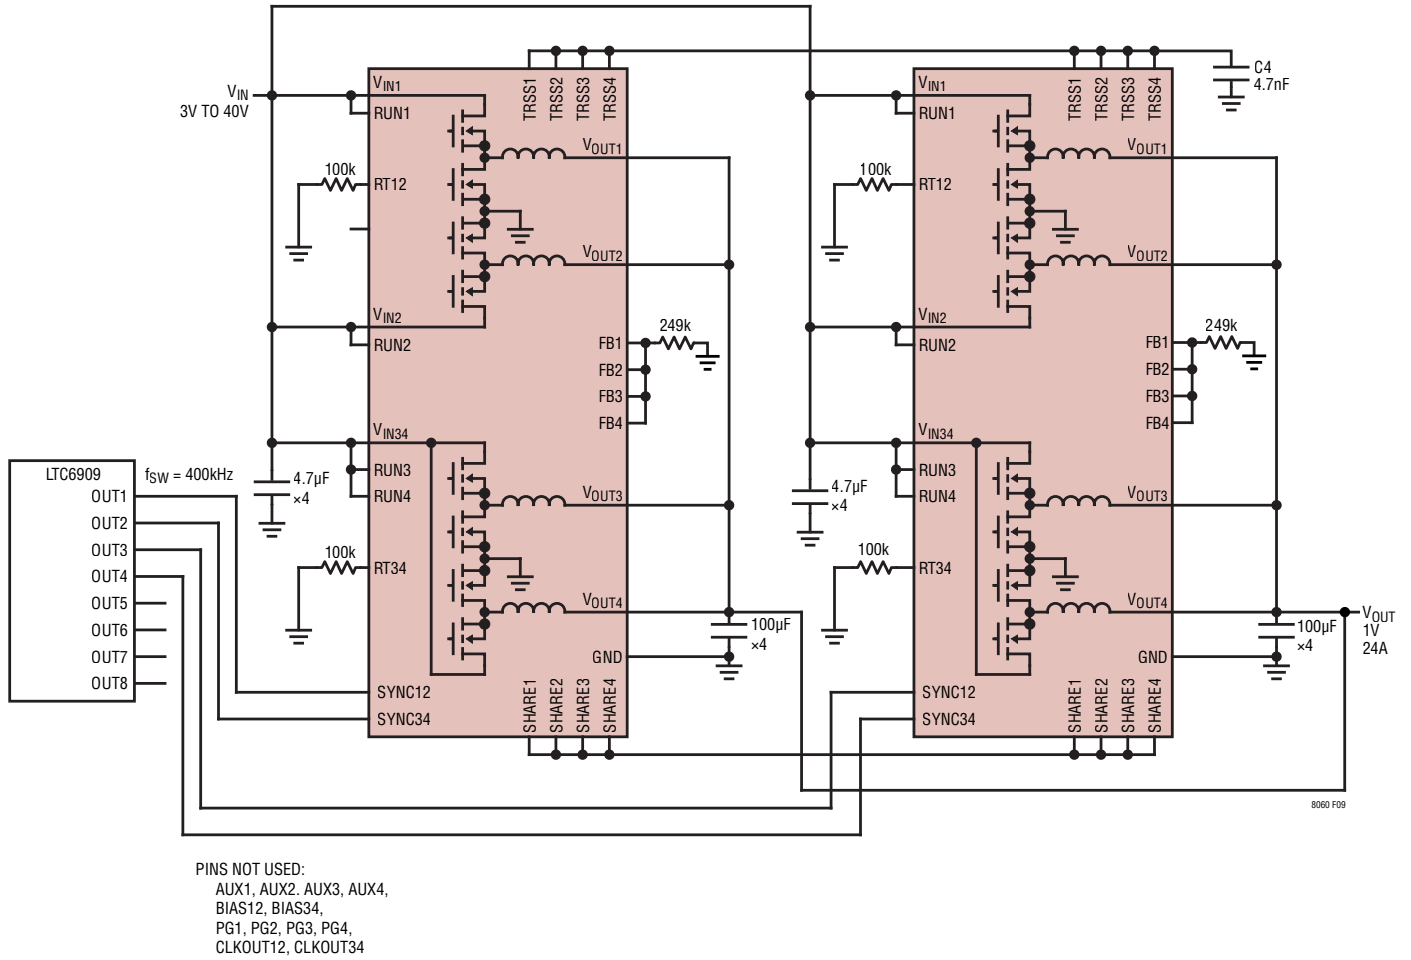 VIN
3V TO 40V
VIN1
RUN1
TRSS1
TRSS2
TRSS3
TRSS4
VOUT1
100k
RT12
VOUT2
VIN2
RUN2
FB1
249k
FB2
FB3
FB4
VIN34
RUN3
RUN4
4.7µF
×4
VOUT3
100k
RT34
VOUT4
100µF
×4
GND
SYNC12
SYNC34
SHARE1
SHARE2
SHARE3
SHARE4
LTC6909
fSW = 400kHz
OUT1
OUT2
OUT3
OUT4
OUT5
OUT6
OUT7
OUT8
VIN1
RUN1
TRSS1
TRSS2
TRSS3
TRSS4
C4
4.7nF
VOUT1
100k
RT12
VOUT2
VIN2
RUN2
FB1
249k
FB2
FB3
FB4
VIN34
RUN3
RUN4
4.7µF
×4
VOUT3
100k
RT34
VOUT4
100µF
×4
VOUT
1V
24A
GND
SYNC12
SYNC34
SHARE1
SHARE2
SHARE3
SHARE4
8060 F09
PINS NOT USED:
AUX1, AUX2. AUX3, AUX4,
BIAS12, BIAS34,
PG1, PG2, PG3, PG4,
CLKOUT12, CLKOUT34